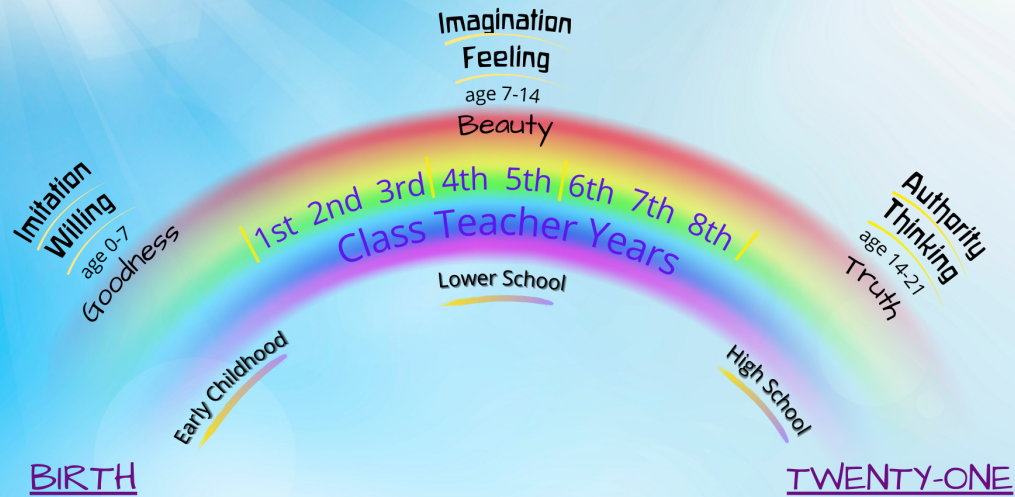 Imagination
Feeling
age 7-14
Beauty
Imitation
Willing
age 0-7
Goodness
1st 2nd 3rd 4th 5th 6th 7th 8th
Class Teacher Years
Lower School
Authority
Thinking
age 14-21
Truth
Early Childhood
High School
BIRTH
TWENTY-ONE